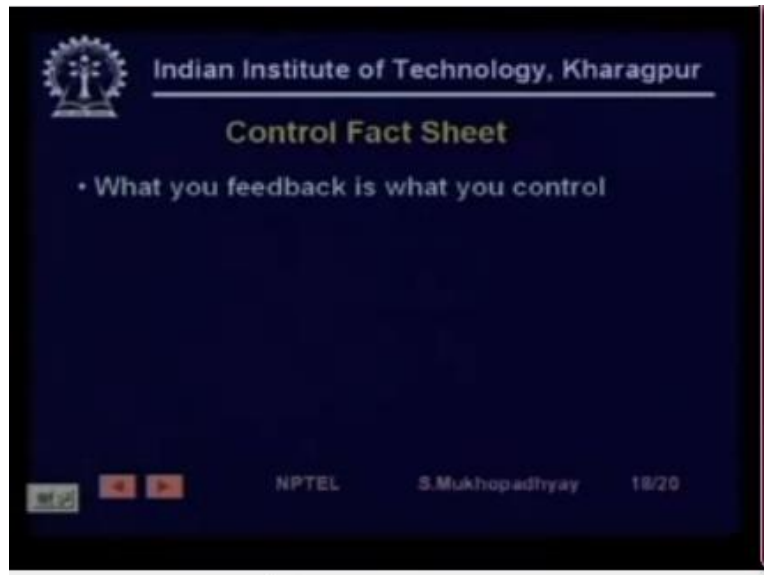 Indian Institute of Technology, Kharagpur
Control Fact Sheet
• What you feedback is what you control
NPTEL S.Mukhopadhyay 18/20